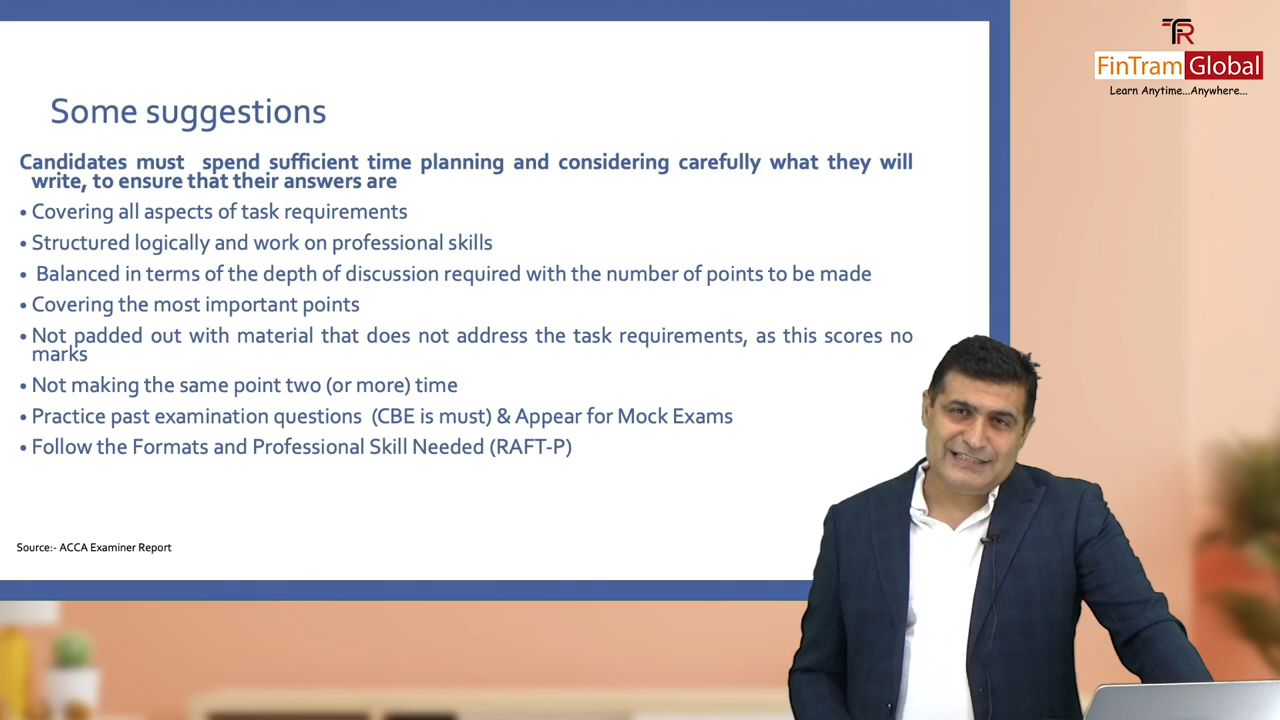 TR
FinTram Global
Learn Anytime...Anywhere...
Some suggestions
Candidates must spend sufficient time planning and considering carefully what they will
write, to ensure that their answers are
• Covering all aspects of task requirements
• Structured logically and work on professional skills
• Balanced in terms of the depth of discussion required with the number of points to be made
• Covering the most important points
• Not padded out with material that does not address the task requirements, as this scores no
marks
• Not making the same point two (or more) time
• Practice past examination questions (CBE is must) & Appear for Mock Exams
• Follow the Formats and Professional Skill Needed (RAFT-P)
Source:- ACCA Examiner Report